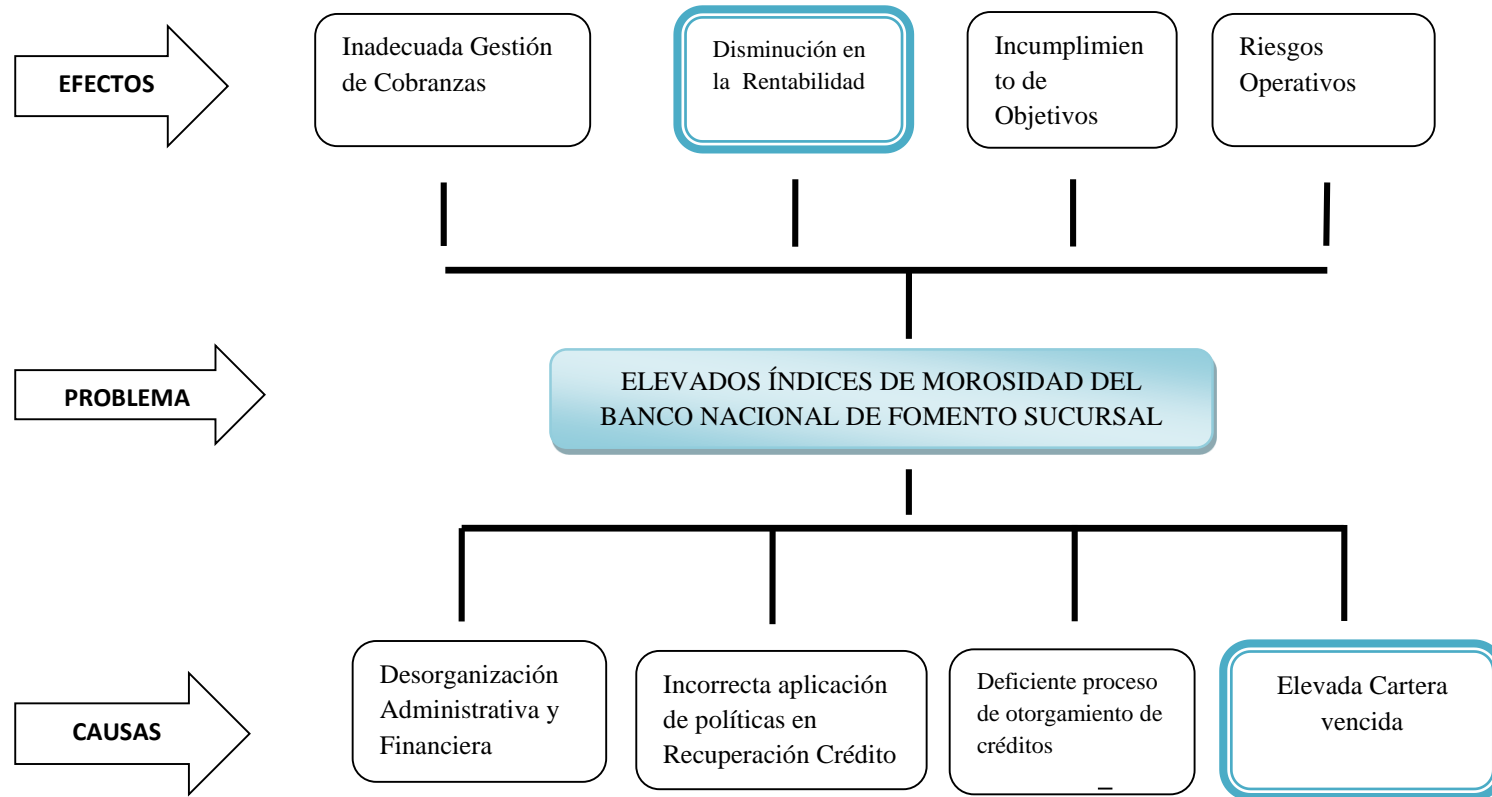 EFECTOS
Inadecuada Gestión
de Cobranzas
Disminución en
la Rentabilidad
Incumplimien
to de
Objetivos
Riesgos
Operativos
PROBLEMA
ELEVADOS ÍNDICES DE MOROSIDAD DEL
BANCO NACIONAL DE FOMENTO SUCURSAL
CAUSAS
Desorganización
Administrativa y
Financiera
Incorrecta aplicación
de políticas en
Recuperación Crédito
Deficiente proceso
de otorgamiento de
créditos
_
Elevada Cartera
vencida